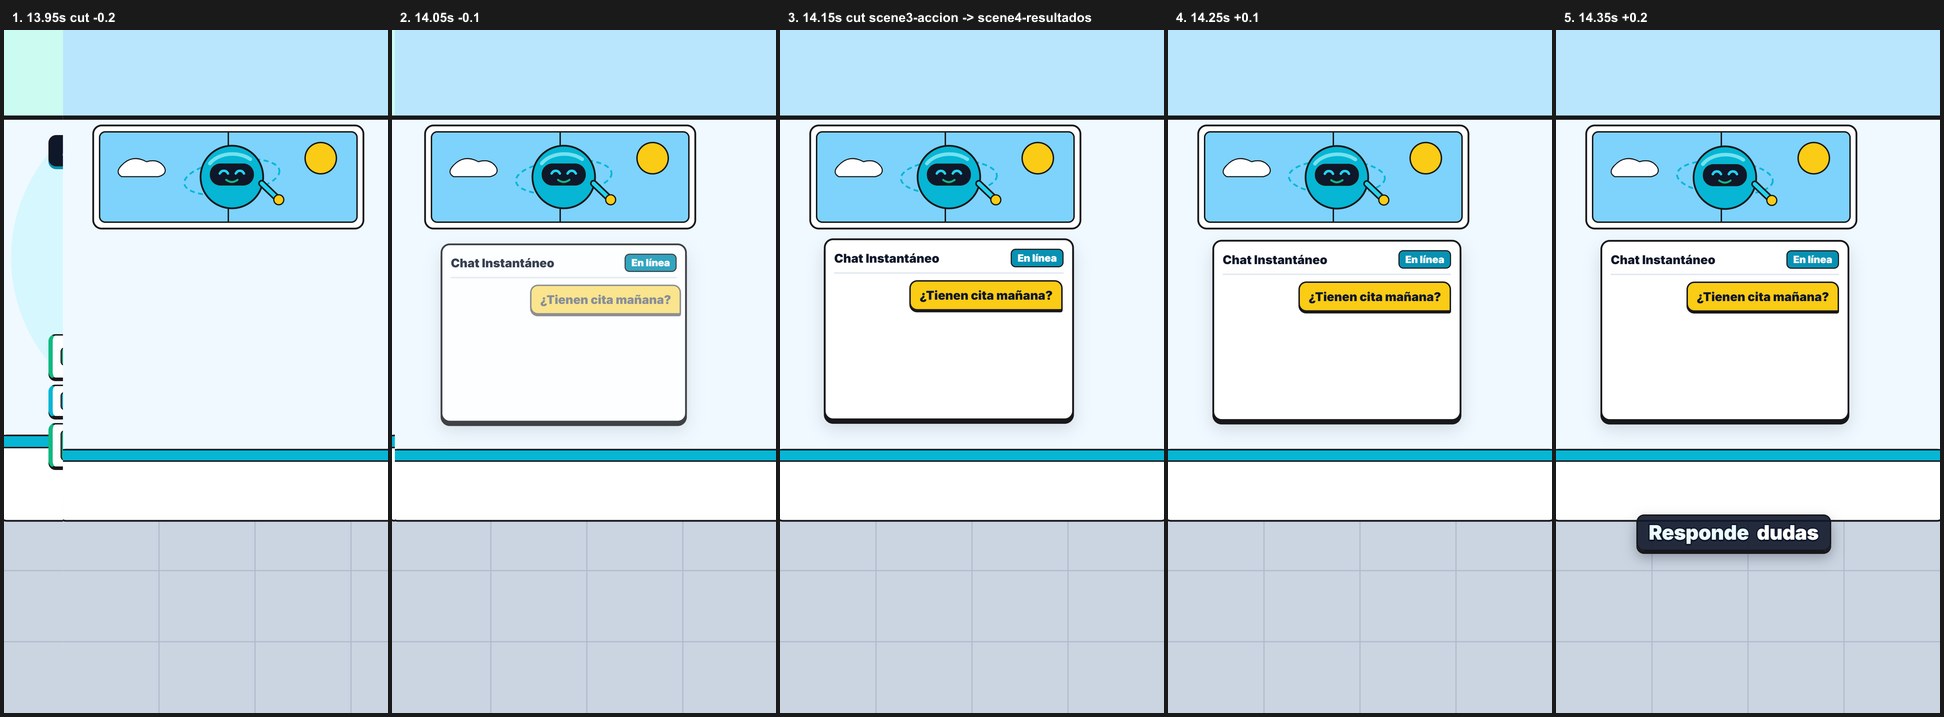 1. 13.95s cut -0.2
2. 14.05s -0.1
3. 14.15s cut scene3-accion -> scene4-resultados
4. 14.25s +0.1
5. 14.35s +0.2
Chat Instantáneo
En línea
¿Tienen cita mañana?
Chat Instantáneo
En línea
¿Tienen cita mañana?
Chat Instantáneo
En línea
¿Tienen cita mañana?
Chat Instantáneo
En línea
¿Tienen cita mañana?
Responde dudas